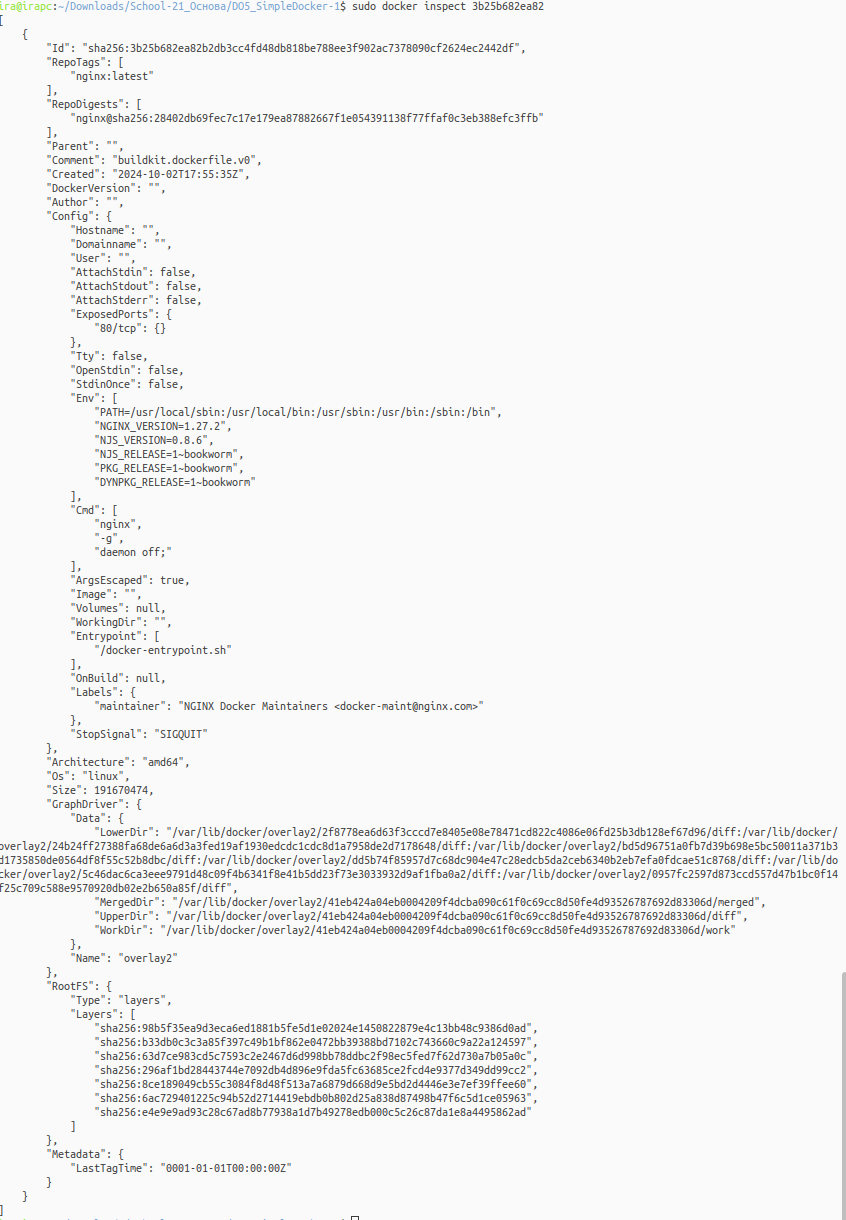 ira@irapc:~/Downloads/School-21_Основа/DO5_SimpleDocker-1$ sudo docker inspect 3b25b682ea82
[
    {
        "Id": "sha256:3b25b682ea82b2db3cc4fd48db818be788ee3f902ac7378090cf2624ec2442df",
        "RepoTags": [
            "nginx:latest"
        ],
        "RepoDigests": [
            "nginx@sha256:28402db69fec7c17e179ea87882667f1e054391138f77ffaf0c3eb388efc3ffb"
        ],
        "Parent": "",
        "Comment": "buildkit.dockerfile.v0",
        "Created": "2024-10-02T17:55:35Z",
        "DockerVersion": "",
        "Author": "",
        "Config": {
            "Hostname": "",
            "Domainname": "",
            "User": "",
            "AttachStdin": false,
            "AttachStdout": false,
            "AttachStderr": false,
            "ExposedPorts": {
                "80/tcp": {}
            },
            "Tty": false,
            "OpenStdin": false,
            "StdinOnce": false,
            "Env": [
                "PATH=/usr/local/sbin:/usr/local/bin:/usr/sbin:/usr/bin:/sbin:/bin",
                "NGINX_VERSION=1.27.2",
                "NJS_VERSION=0.8.6",
                "NJS_RELEASE=1~bookworm",
                "PKG_RELEASE=1~bookworm",
                "DYNPKG_RELEASE=1~bookworm"
            ],
            "Cmd": [
                "nginx",
                "-g",
                "daemon off;"
            ],
            "ArgsEscaped": true,
            "Image": "",
            "Volumes": null,
            "WorkingDir": "",
            "Entrypoint": [
                "/docker-entrypoint.sh"
            ],
            "OnBuild": null,
            "Labels": {
                "maintainer": "NGINX Docker Maintainers <docker-maint@nginx.com>"
            },
            "StopSignal": "SIGQUIT"
        },
        "Architecture": "amd64",
        "Os": "linux",
        "Size": 191670474,
        "GraphDriver": {
            "Data": {
                "LowerDir": "/var/lib/docker/overlay2/2f8778ea6d63f3cccd7e8405e08e78471cd822c4086e06fd25b3db128ef67d96/diff:/var/lib/docker/
overlay2/24b24ff27388fa68de6a6d3a3fed19af1930edcdc1cdc8d1a7958de2d7178648/diff:/var/lib/docker/overlay2/bd5d96751a0fb7d39b698e5bc50011a371b3
d1735850de0564df8f55c52b8dbc/diff:/var/lib/docker/overlay2/dd5b74f85957d7c68dc904e47c28edcb5da2ceb6340b2eb7efa0fdcae51c8768/diff:/var/lib/do
cker/overlay2/5c46dac6ca3eee9791d48c09f4b6341f8e41b5dd23f73e3033932d9af1fba0a2/diff:/var/lib/docker/overlay2/0957fc2597d873ccd557d47b1bc0f14
f25c709c588e9570920db02e2b650a85f/diff",
                "MergedDir": "/var/lib/docker/overlay2/41eb424a04eb0004209f4dcba090c61f0c69cc8d50fe4d93526787692d83306d/merged",
                "UpperDir": "/var/lib/docker/overlay2/41eb424a04eb0004209f4dcba090c61f0c69cc8d50fe4d93526787692d83306d/diff",
                "WorkDir": "/var/lib/docker/overlay2/41eb424a04eb0004209f4dcba090c61f0c69cc8d50fe4d93526787692d83306d/work"
            },
            "Name": "overlay2"
        },
        "RootFS": {
            "Type": "layers",
            "Layers": [
                "sha256:98b5f35ea9d3eca6ed1881b5fe5d1e02024e1450822879e4c13bb48c9386d0ad",
                "sha256:b33db0c3c3a85f397c49b1bf862e0472bb39388bd7102c743660c9a22a124597",
                "sha256:63d7ce983cd5c7593c2e2467d6d998bb78ddbc2f98ec5fed7f62d730a7b05a0c",
                "sha256:296af1bd28443744e7092db4d896e9fda5fc63685ce2fcd4e9377d349dd99cc2",
                "sha256:8ce189049cb55c3084f8d48f513a7a6879d668d9e5bd2d4446e3e7ef39ffee60",
                "sha256:6ac729401225c94b52d2714419ebdb0b802d25a838d87498b47f6c5d1ce05963",
                "sha256:e4e9e9ad93c28c67ad8b77938a1d7b49278edb000c5c26c87da1e8a4495862ad"
            ]
        },
        "Metadata": {
            "LastTagTime": "0001-01-01T00:00:00Z"
        }
    }
]